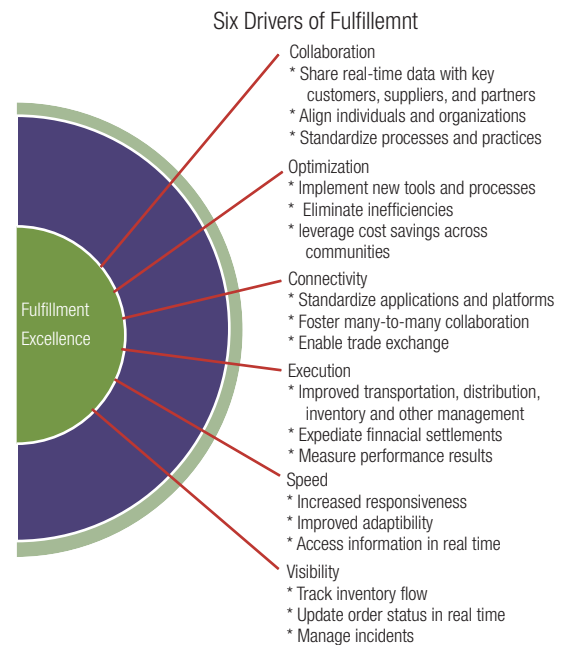 Six Drivers of Fulfillemnt
Collaboration
* Share real-time data with key
customers, suppliers, and partners
* Align individuals and organizations
* Standardize processes and practices
Optimization
* Implement new tools and processes
* Eliminate inefficiencies
* leverage cost savings across
communities
Connectivity
* Standardize applications and platforms
* Foster many-to-many collaboration
* Enable trade exchange
Fulfillment
Excellence
Execution
* Improved transportation, distribution,
inventory and other management
* Expediate finnacial settlements
* Measure performance results
Speed
* Increased responsiveness
* Improved adaptibility
* Access information in real time
Visibility
* Track inventory flow
* Update order status in real time
* Manage incidents